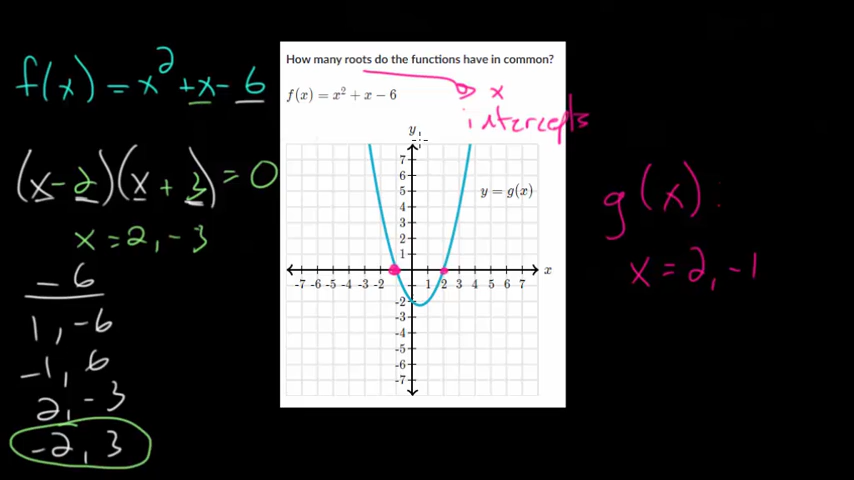 f(x) = x² + x - 6
(x - 2)(x + 3) = 0
x = 2, -3
-6
1, -6
-1, 6
2, -3
-2, 3
How many roots do the functions have in common?
f(x) = x² + x − 6
x
intercepts
y
7
6
5
4
3
2
1
y = g(x)
-7 -6 -5 -4 -3 -2 1 2 3 4 5 6 7
x
-2
-3
-4
-5
-6
-7
g(x):
x = 2, -1